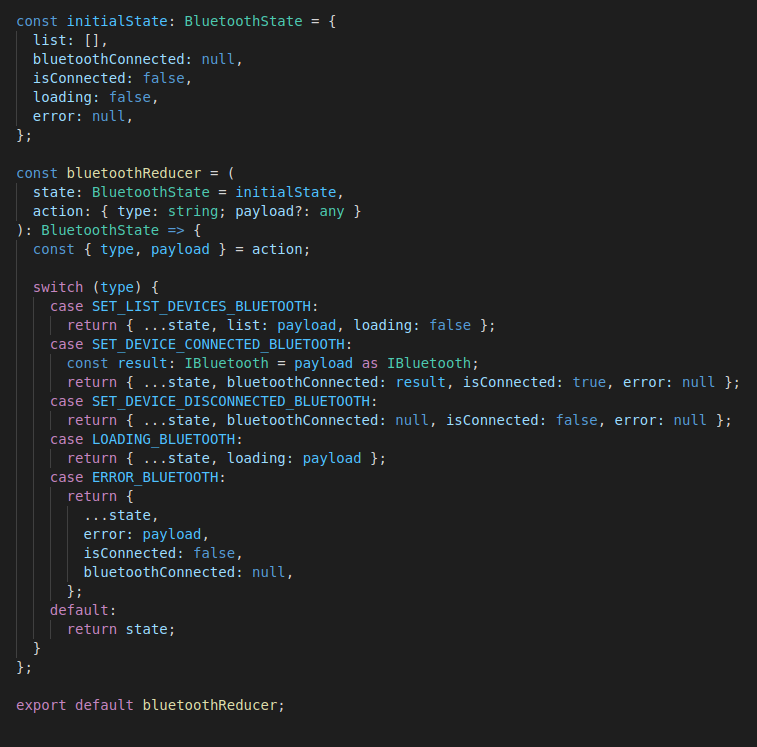 const initialState: BluetoothState = {
  list: [],
  bluetoothConnected: null,
  isConnected: false,
  loading: false,
  error: null,
};

const bluetoothReducer = (
  state: BluetoothState = initialState,
  action: { type: string; payload?: any }
): BluetoothState => {
  const { type, payload } = action;

  switch (type) {
    case SET_LIST_DEVICES_BLUETOOTH:
      return { ...state, list: payload, loading: false };
    case SET_DEVICE_CONNECTED_BLUETOOTH:
      const result: IBluetooth = payload as IBluetooth;
      return { ...state, bluetoothConnected: result, isConnected: true, error: null };
    case SET_DEVICE_DISCONNECTED_BLUETOOTH:
      return { ...state, bluetoothConnected: null, isConnected: false, error: null };
    case LOADING_BLUETOOTH:
      return { ...state, loading: payload };
    case ERROR_BLUETOOTH:
      return {
        ...state,
        error: payload,
        isConnected: false,
        bluetoothConnected: null,
      };
    default:
      return state;
  }
};

export default bluetoothReducer;